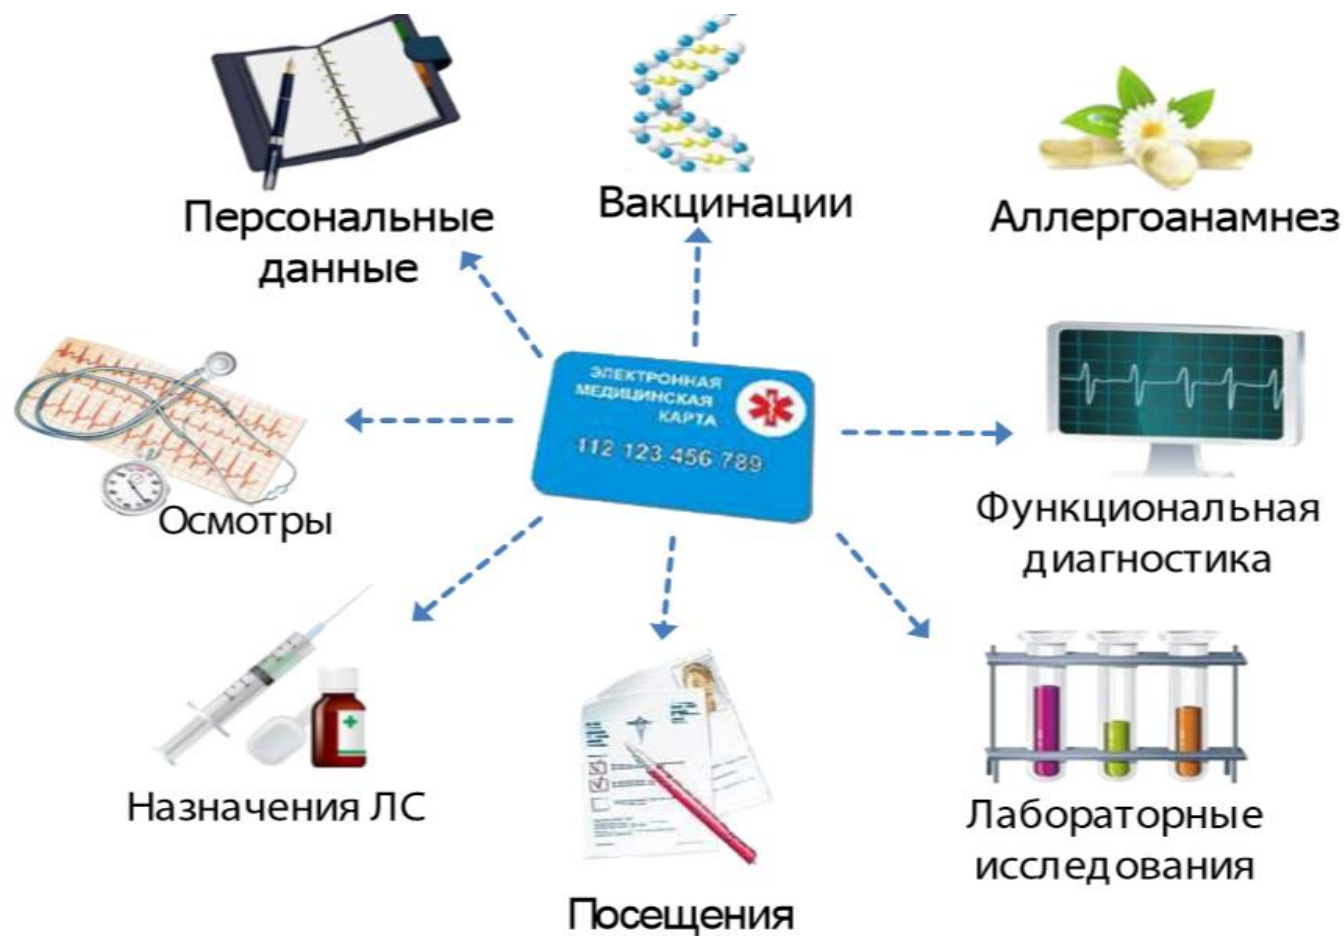 Персональные
данные
Вакцинации
Аллергоанамнез
ЭЛЕКТРОННАЯ
МЕДИЦИНСКАЯ
КАРТА
112 123 456 789
Осмотры
Функциональная
диагностика
Назначения ЛС
Посещения
Лабораторные
исследования